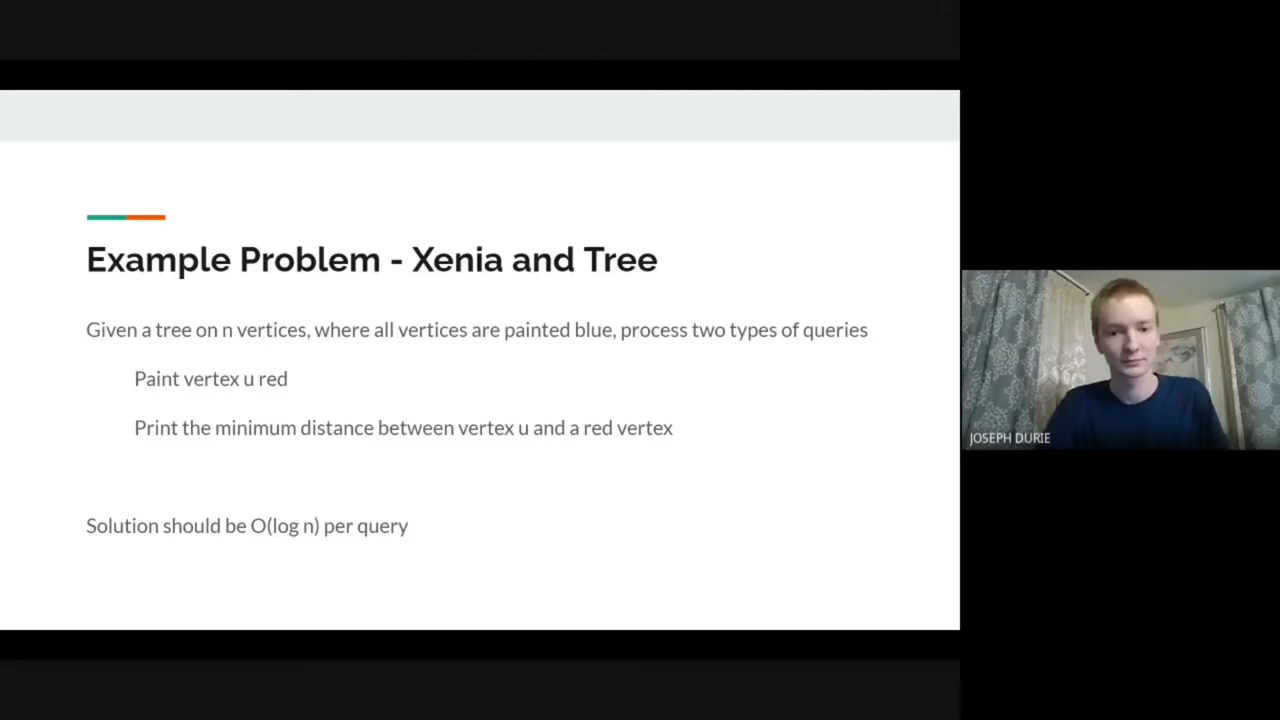 Example Problem - Xenia and Tree
Given a tree on n vertices, where all vertices are painted blue, process two types of queries
Paint vertex u red
Print the minimum distance between vertex u and a red vertex
JOSEPH DURIE
Solution should be O(log n) per query